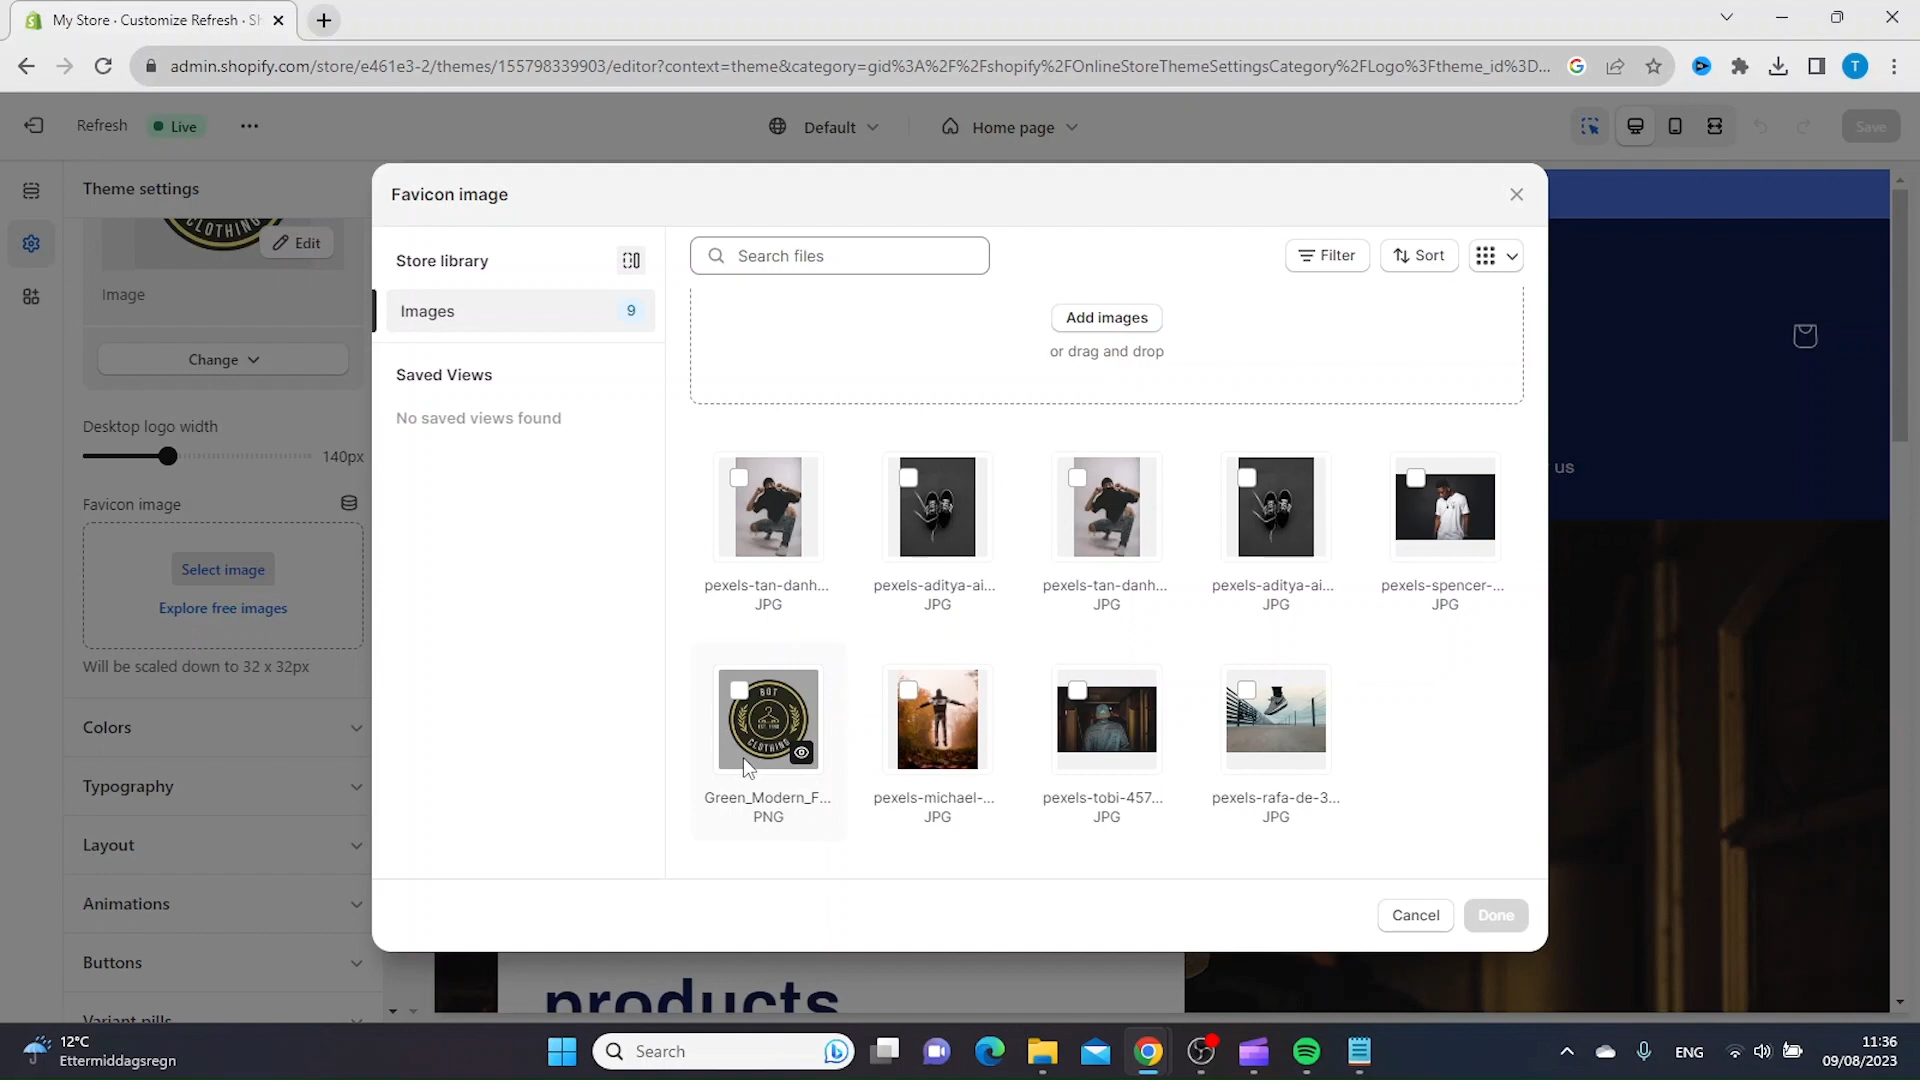 My Store · Customize Refresh · Sh
admin.shopify.com/store/e461e3-2/themes/155798339903/editor?context=theme&category=gid%3A%2F%2Fshopify%2FOnlineStoreThemeSettingsCategory%2FLogo%3Ftheme_id%3D...
T
Refresh
Live
Default
Home page
Save
Theme settings
CLOTHING
Edit
Image
Change
Desktop logo width
140px
Favicon image
Select image
Explore free images
Will be scaled down to 32 x 32px
Colors
Typography
Layout
Animations
Buttons
Variant pills
Favicon image
Store library
Images
9
Saved Views
No saved views found
Search files
Filter
Sort
Add images
or drag and drop
pexels-tan-danh...
JPG
pexels-aditya-ai...
JPG
pexels-tan-danh...
JPG
pexels-aditya-ai...
JPG
pexels-spencer-...
JPG
BOT
CLOTHING
Green_Modern_F...
PNG
pexels-michael-...
JPG
pexels-tobi-457...
JPG
pexels-rafa-de-3...
JPG
Cancel
Done
us
products
12°C
Ettermiddagsregn
Search
ENG
11:36
09/08/2023